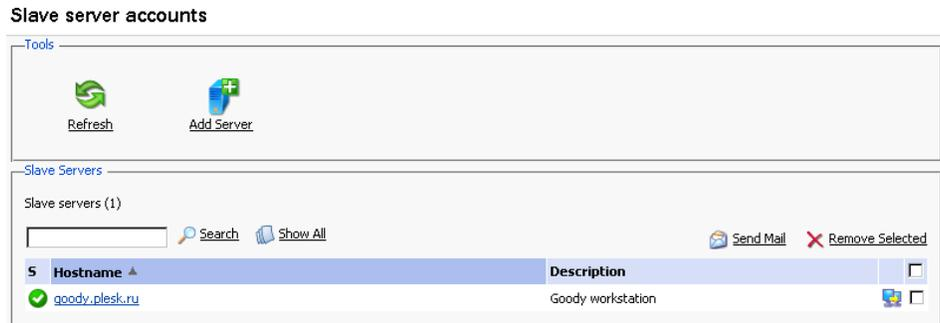 Slave server accounts
Tools
Refresh Add Server
Slave Servers
Slave servers (1)
Search Show All Send Mail Remove Selected
S Hostname Description
goody.plesk.ru Goody workstation